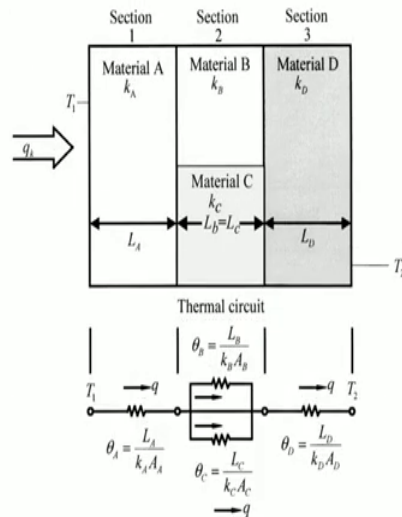 Section Section Section
1 2 3
Material A Material B Material D
k_A k_B k_D
T_1
q_k
Material C
k_C
L_b=L_c
L_A L_D
Thermal circuit
θ_B = L_B / k_B A_B
T_1 q q T_2
θ_A = L_A / k_A A_A θ_C = L_C / k_C A_C θ_D = L_D / k_D A_D
q